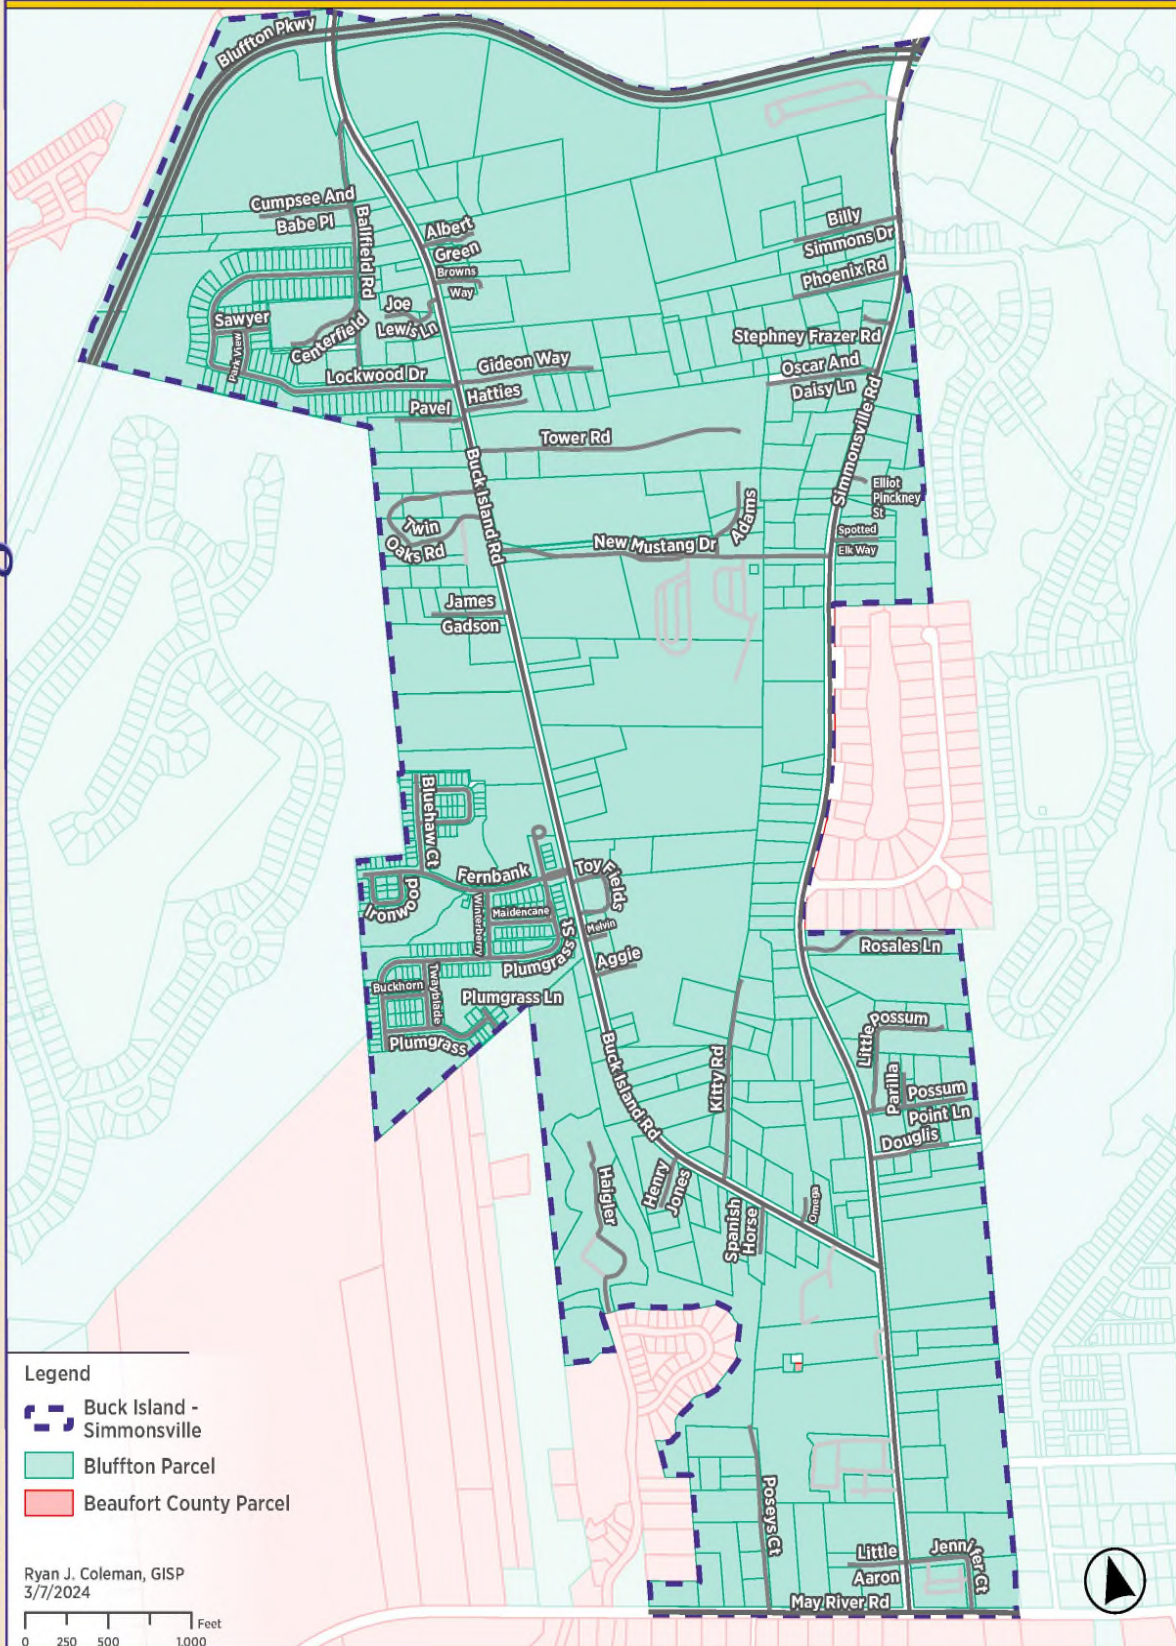 Bluffton Pkwy
Cumpsee And
Babe Pl
Ballfield Rd
Albert
Green
Browns
Way
Joe
Lewis Ln
Sawyer
Park View
Centerfield
Lockwood Dr
Gideon Way
Hatties
Pavel
Billy
Simmons Dr
Phoenix Rd
Stephney Frazer Rd
Oscar And
Daisy Ln
Simmonsville Rd
Tower Rd
Buck Island Rd
Twin
Oaks Rd
New Mustang Dr
Adams
Elliot
Pinckney
St
Spotted
Elk Way
James
Gadson
Bluehaw Ct
Fernbank
Toy
Fields
Ironwood
Winterberry
Maidencane
Melvin
Plumgrass St
Aggie
Buckhorn
Twayblade
Plumgrass Ln
Plumgrass
Rosales Ln
Little
Possum
Parilla
Possum
Point Ln
Douglis
Buck Island Rd
Kitty Rd
Haigler
Henry
Jones
Spanish
Horse
Omega
Poseys Ct
Little
Aaron
Jennifer Ct
May River Rd
Legend
Buck Island -
Simmonsville
Bluffton Parcel
Beaufort County Parcel
Ryan J. Coleman, GISP
3/7/2024
Feet
0 250 500 1,000